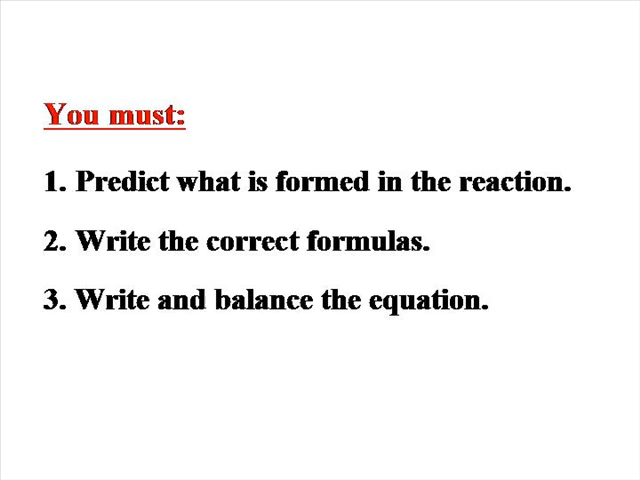 You must:
1. Predict what is formed in the reaction.
2. Write the correct formulas.
3. Write and balance the equation.